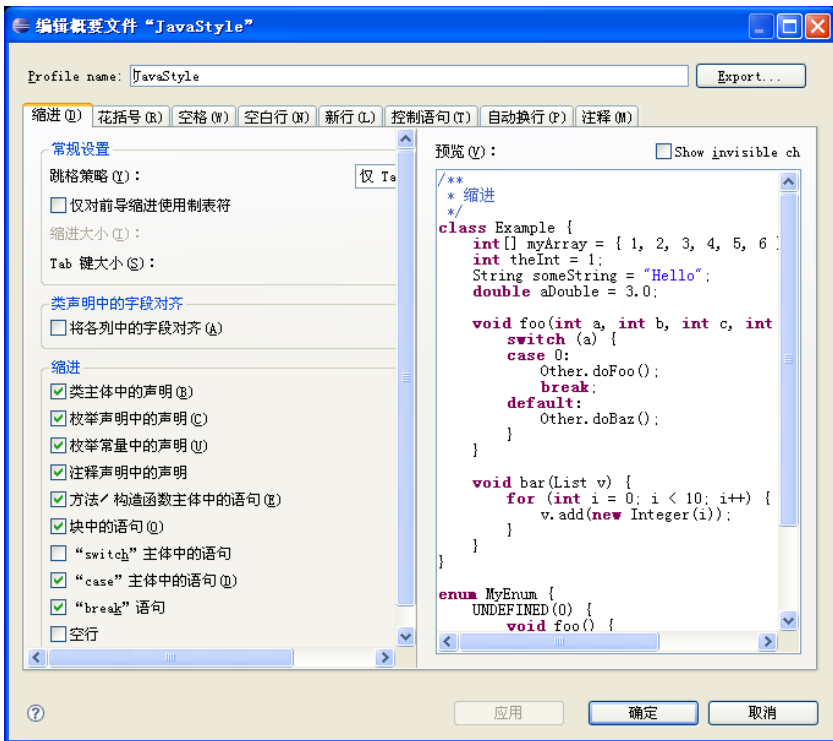 编辑概要文件“JavaStyle”
Profile name: JavaStyle
Export...
缩进(D) 花括号(R) 空格(W) 空白行(N) 新行(L) 控制语句(T) 自动换行(P) 注释(M)
常规设置
跳格策略(Y)：
仅 Ta
仅对前导缩进使用制表符
缩进大小(I)：
Tab 键大小(S)：
类声明中的字段对齐
将各列中的字段对齐(A)
缩进
类主体中的声明(B)
枚举声明中的声明(C)
枚举常量中的声明(U)
注释声明中的声明
方法／构造函数主体中的语句(E)
块中的语句(O)
“switch”主体中的语句
“case”主体中的语句(D)
“break”语句
空行
预览(V)：
Show invisible ch
/**
* 缩进
*/
class Example {
int[] myArray = { 1, 2, 3, 4, 5, 6 }
int theInt = 1;
String someString = "Hello";
double aDouble = 3.0;
void foo(int a, int b, int c, int
switch (a) {
case 0:
Other.doFoo();
break;
default:
Other.doBaz();
}
}
void bar(List v) {
for (int i = 0; i < 10; i++) {
v.add(new Integer(i));
}
}
}
enum MyEnum {
UNDEFINED(0) {
void foo() {
?
应用
确定
取消